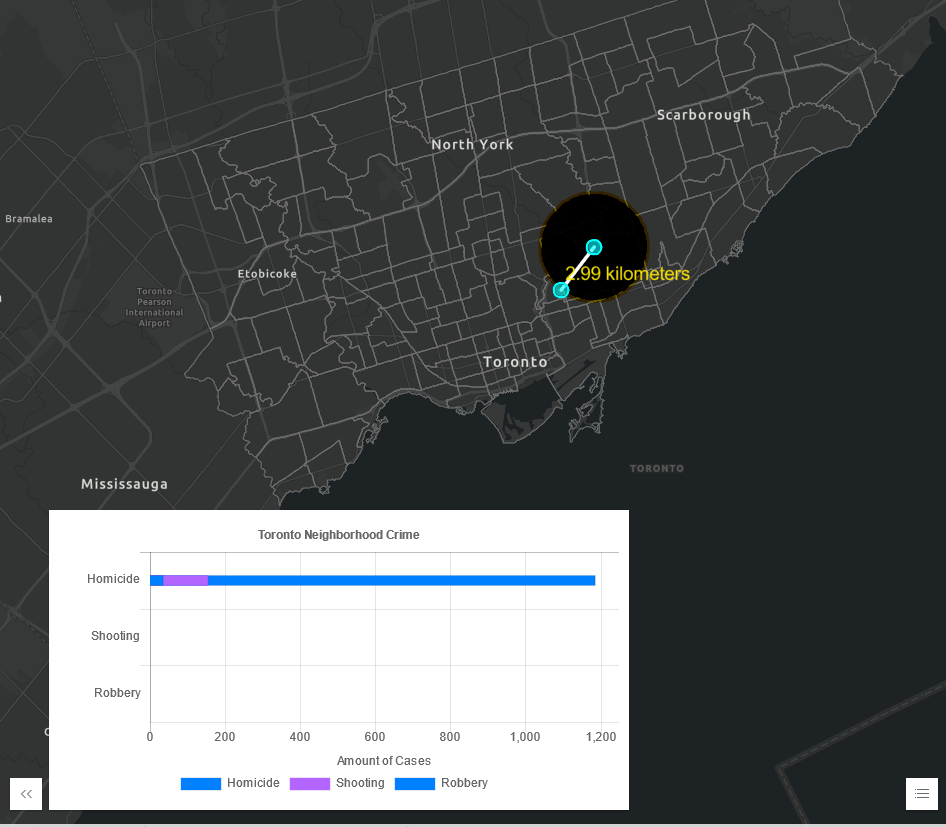 Scarborough
North York
Bramalea
Etobicoke
2.99 kilometers
Toronto
Pearson
International
Airport
Toronto
TORONTO
Mississauga
Toronto Neighborhood Crime
Homicide
Shooting
Robbery
0 200 400 600 800 1,000 1,200
Amount of Cases
Homicide Shooting Robbery